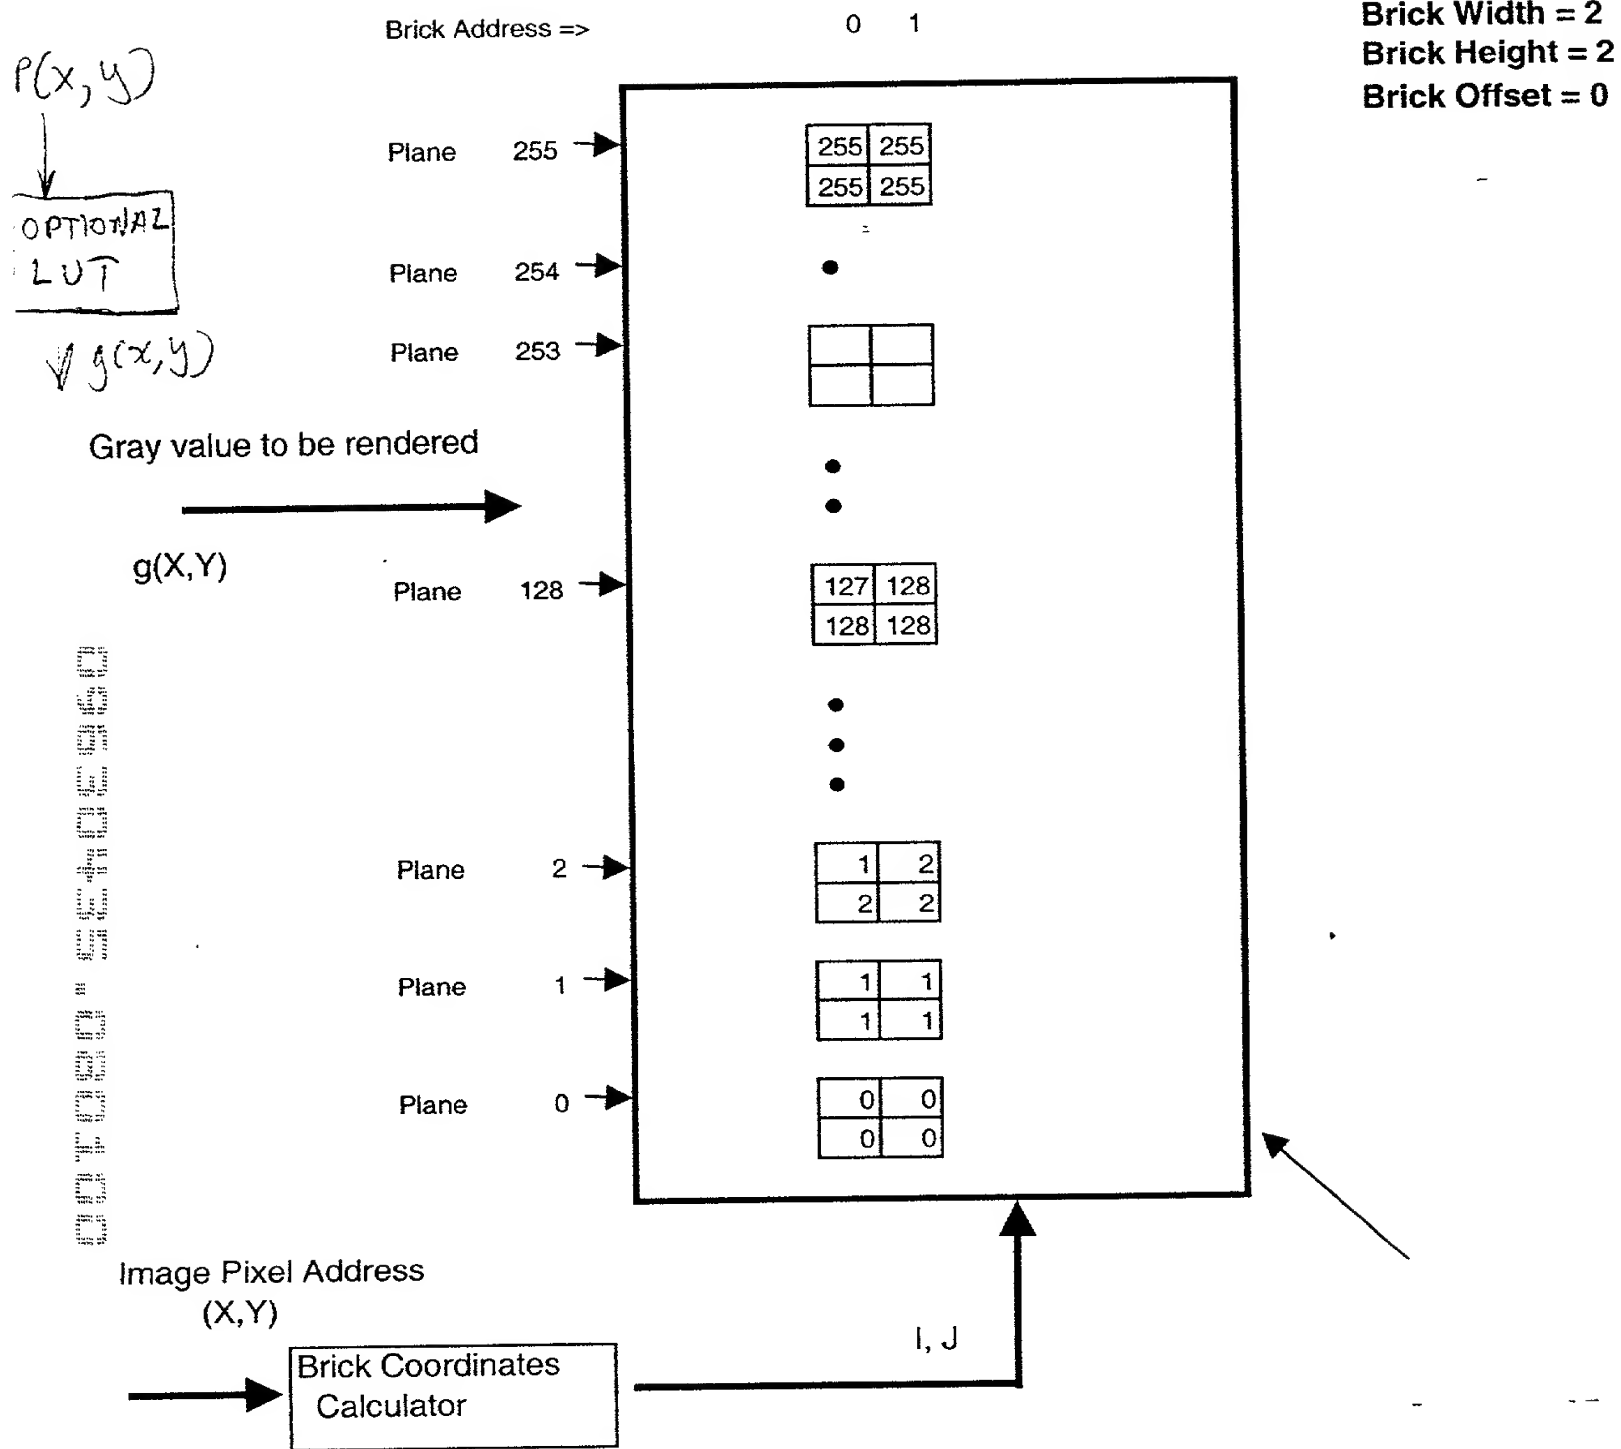 Brick Address => 0 1
Brick Width = 2
Brick Height = 2
Brick Offset = 0
P(x, y)
OPTIONAL
LUT
g(x,y)
Plane 255
255 255
255 255
Plane 254
Plane 253
Gray value to be rendered
g(X,Y)
Plane 128
127 128
128 128
Plane 2
1 2
2 2
Plane 1
1 1
1 1
Plane 0
0 0
0 0
Image Pixel Address
(X,Y)
Brick Coordinates
Calculator
I, J